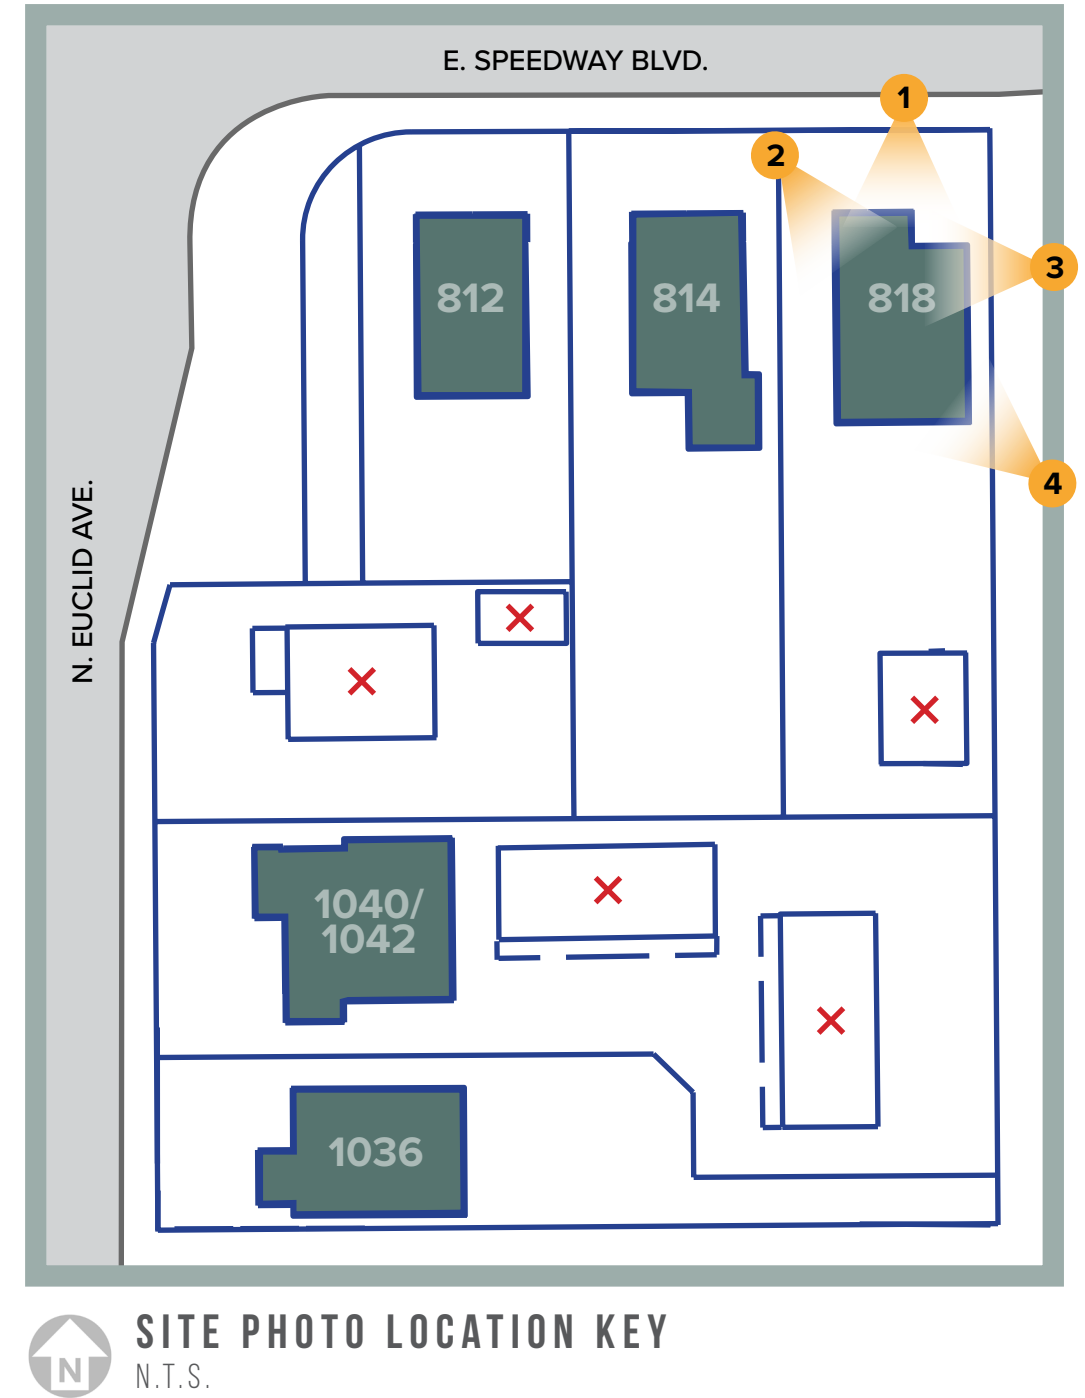 E. SPEEDWAY BLVD.
1
2
3
4
812
814
818
N. EUCLID AVE.
1040/
1042
1036
N
SITE PHOTO LOCATION KEY
N.T.S.